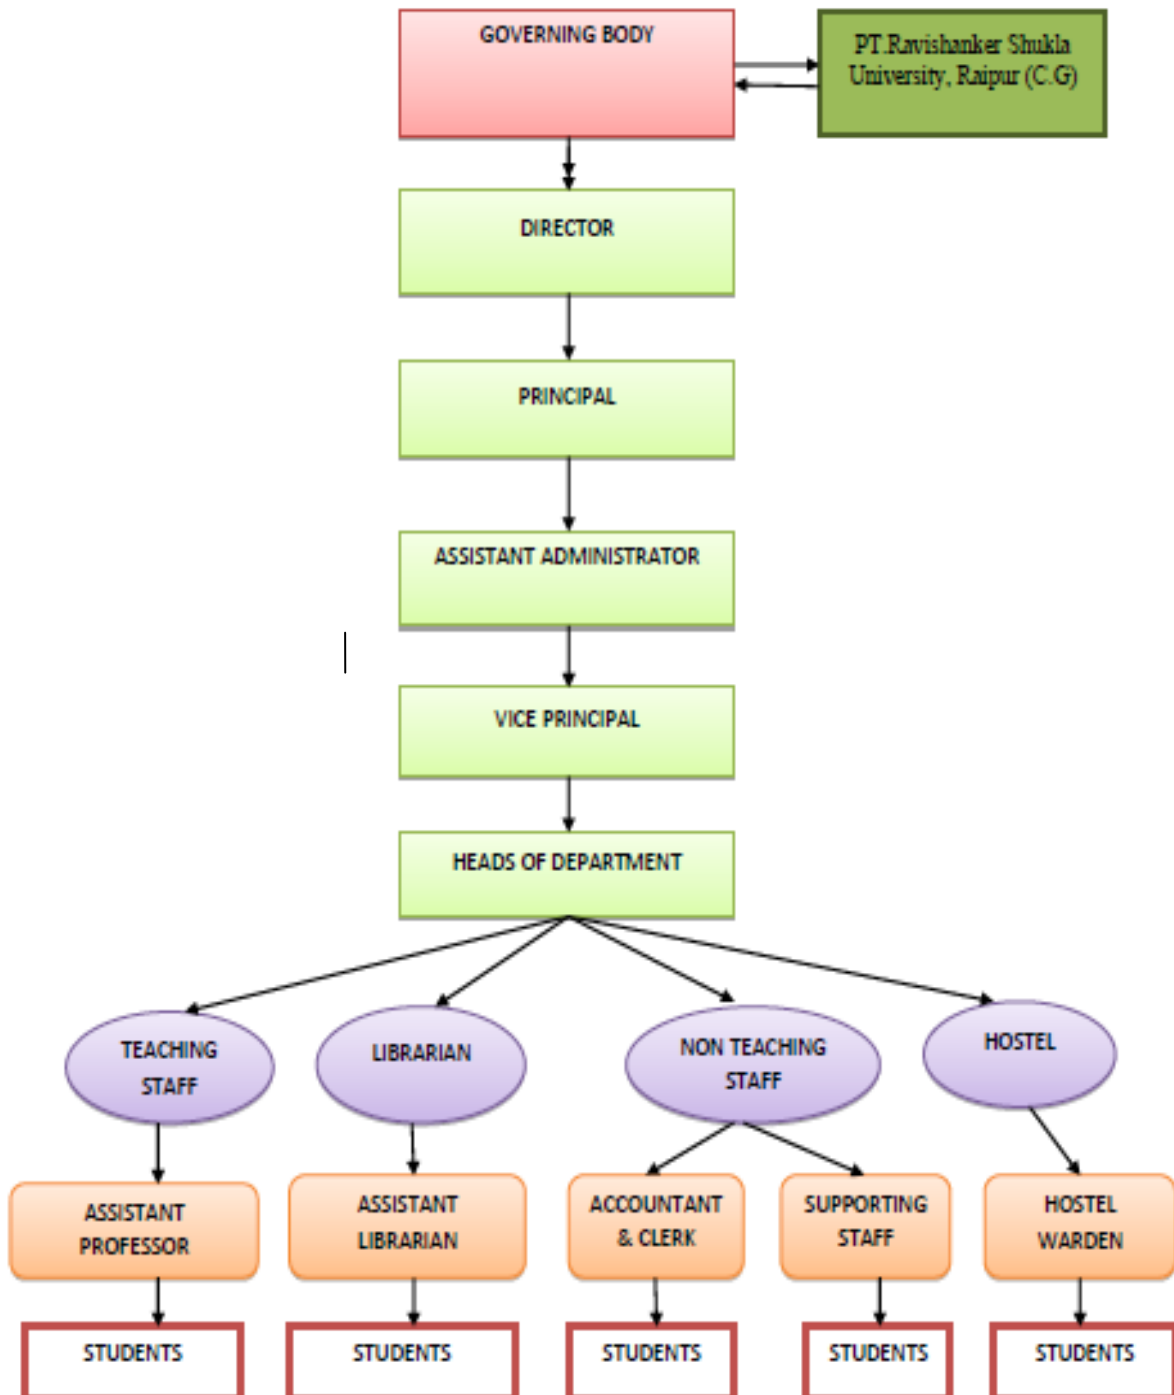 GOVERNING BODY
PT.Ravishanker Shukla
University, Raipur (C.G)
DIRECTOR
PRINCIPAL
ASSISTANT ADMINISTRATOR
VICE PRINCIPAL
HEADS OF DEPARTMENT
TEACHING
STAFF
LIBRARIAN
NON TEACHING
STAFF
HOSTEL
ASSISTANT
PROFESSOR
ASSISTANT
LIBRARIAN
ACCOUNTANT
& CLERK
SUPPORTING
STAFF
HOSTEL
WARDEN
STUDENTS
STUDENTS
STUDENTS
STUDENTS
STUDENTS